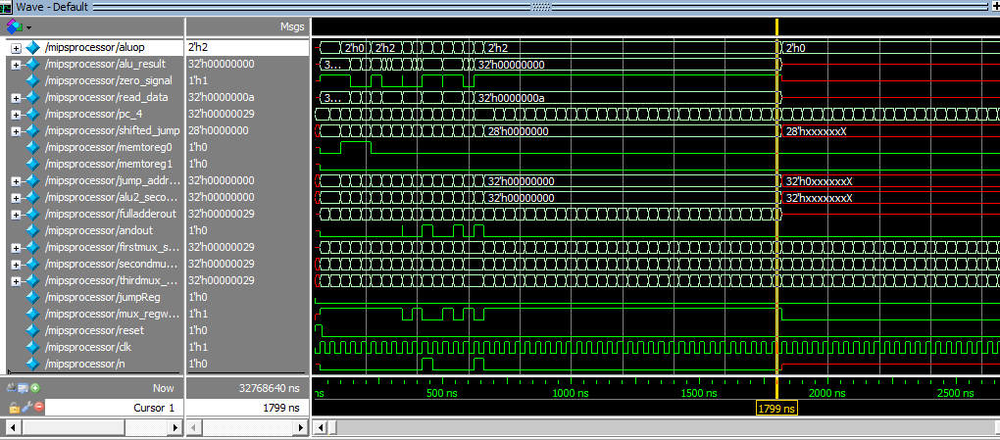 Wave - Default
Msgs
/mipsprocessor/aluop 2'h2 2'h0 2'h2 2'h2 2'h0
/mipsprocessor/alu_result 32'h00000000 3... 32'h00000000
/mipsprocessor/zero_signal 1'h1
/mipsprocessor/read_data 32'h0000000a 3... 32'h0000000a
/mipsprocessor/pc_4 32'h00000029
/mipsprocessor/shifted_jump 28'h0000000 28'h0000000 28'hxxxxxxX
/mipsprocessor/memtoreg0 1'h0
/mipsprocessor/memtoreg1 1'h0
/mipsprocessor/jump_addr... 32'h00000000 32'h00000000 32'h0xxxxxxX
/mipsprocessor/alu2_seco... 32'h00000000 32'h00000000 32'hxxxxxxxX
/mipsprocessor/fulladderout 32'h00000029
/mipsprocessor/andout 1'h0
/mipsprocessor/firstmux_s... 32'h00000029
/mipsprocessor/secondmu... 32'h00000029
/mipsprocessor/thirdmux_... 32'h00000029
/mipsprocessor/jumpReg 1'h0
/mipsprocessor/mux_regw... 1'h1
/mipsprocessor/reset 1'h0
/mipsprocessor/clk 1'h1
/mipsprocessor/n 1'h0
Now 32768640 ns ns 500 ns 1000 ns 1500 ns 2000 ns 2500 ns
Cursor 1 1799 ns 1799 ns